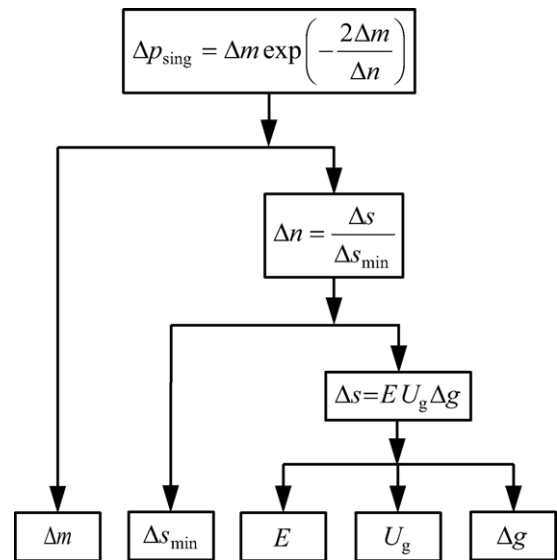 Δp_sing = Δm exp(−2Δm/Δn)
Δn = Δs/Δs_min
Δs=E U_g Δg
Δm Δs_min E U_g Δg